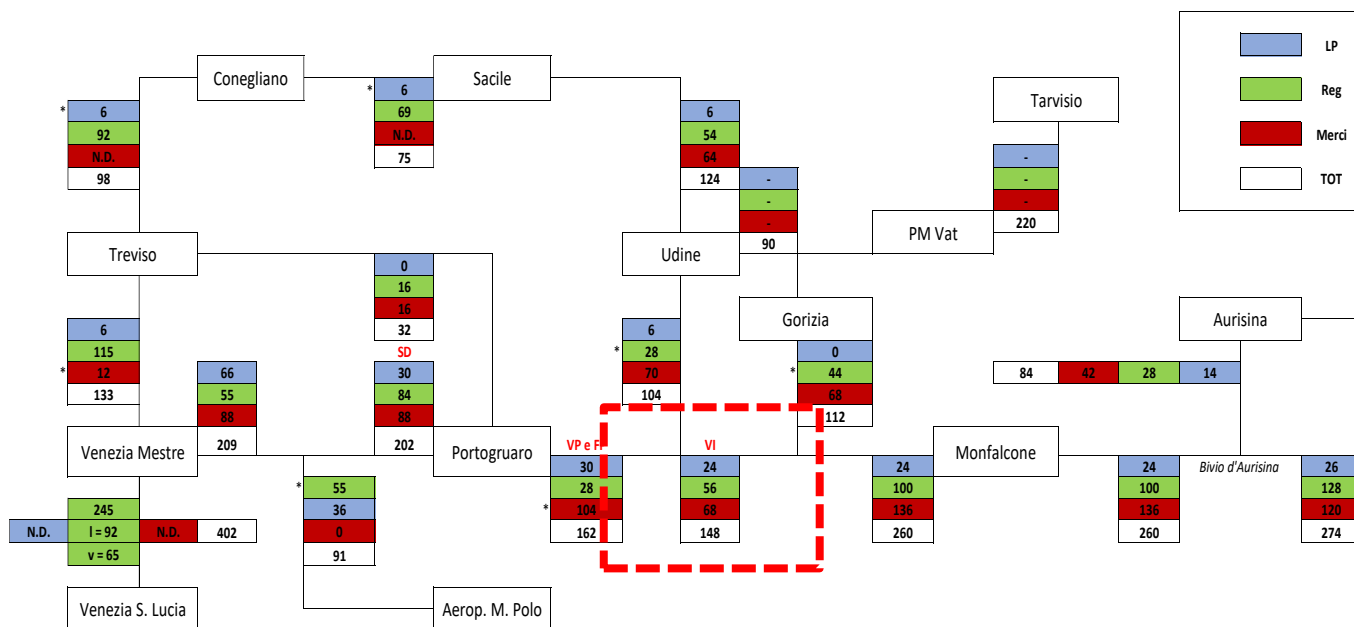 LP
Reg
Merci
TOT
Conegliano
Sacile
Tarvisio
* 6
92
N.D.
98
* 6
69
N.D.
75
6
54
64
124
-
-
-
90
-
-
-
220
PM Vat
Treviso
Udine
Gorizia
Aurisina
0
16
16
32
SD
6
115
* 12
133
66
55
88
209
30
84
88
202
6
* 28
70
104
0
* 44
68
112
84 42 28 14
Venezia Mestre
Portogruaro
Monfalcone
VP e F
30
28
* 104
162
VI
24
56
68
148
24
100
136
260
24
100
136
260
Bivio d'Aurisina
26
128
120
274
245
N.D. l = 92 N.D. 402
v = 65
* 55
36
0
91
Venezia S. Lucia
Aerop. M. Polo